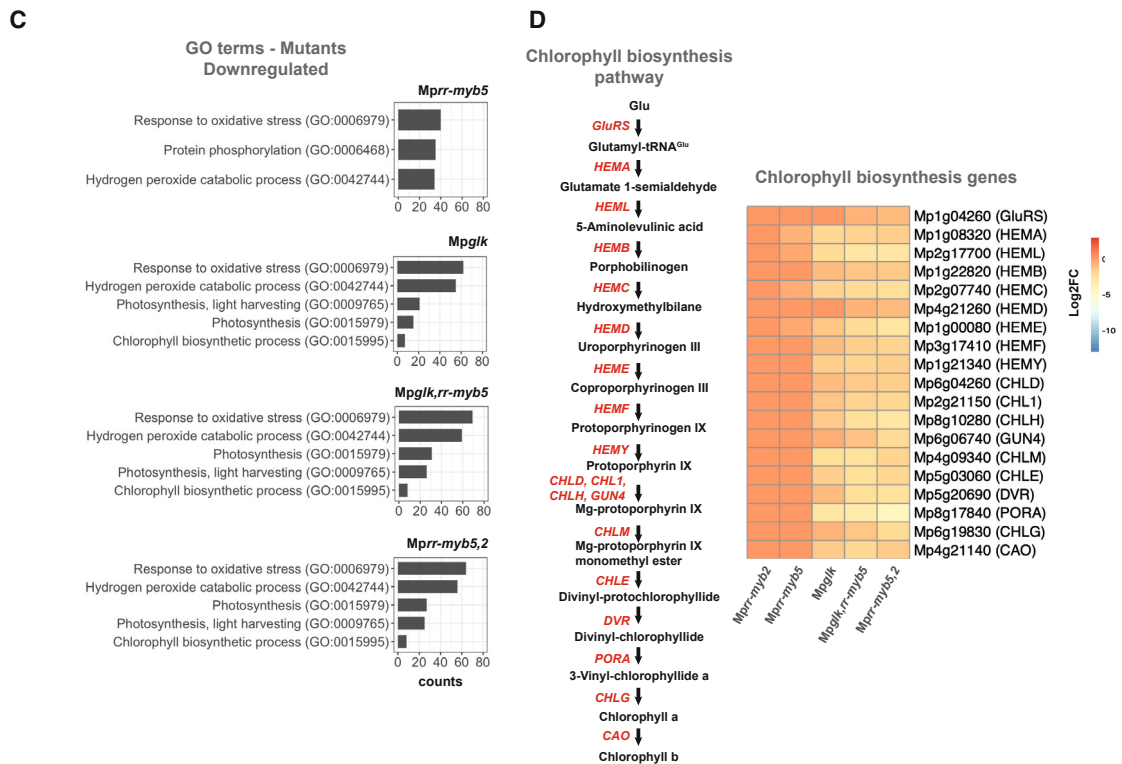 C
GO terms - Mutants
Downregulated
Mprr-myb5
Response to oxidative stress (GO:0006979)
Protein phosphorylation (GO:0006468)
Hydrogen peroxide catabolic process (GO:0042744)
0 20 40 60 80
Mpglk
Response to oxidative stress (GO:0006979)
Hydrogen peroxide catabolic process (GO:0042744)
Photosynthesis, light harvesting (GO:0009765)
Photosynthesis (GO:0015979)
Chlorophyll biosynthetic process (GO:0015995)
0 20 40 60 80
Mpglk,rr-myb5
Response to oxidative stress (GO:0006979)
Hydrogen peroxide catabolic process (GO:0042744)
Photosynthesis (GO:0015979)
Photosynthesis, light harvesting (GO:0009765)
Chlorophyll biosynthetic process (GO:0015995)
0 20 40 60 80
Mprr-myb5,2
Response to oxidative stress (GO:0006979)
Hydrogen peroxide catabolic process (GO:0042744)
Photosynthesis (GO:0015979)
Photosynthesis, light harvesting (GO:0009765)
Chlorophyll biosynthetic process (GO:0015995)
0 20 40 60 80
counts
D
Chlorophyll biosynthesis
pathway
Glu
GluRS
Glutamyl-tRNAGlu
HEMA
Glutamate 1-semialdehyde
HEML
5-Aminolevulinic acid
HEMB
Porphobilinogen
HEMC
Hydroxymethylbilane
HEMD
Uroporphyrinogen III
HEME
Coproporphyrinogen III
HEMF
Protoporphyrinogen IX
HEMY
Protoporphyrin IX
CHLD, CHL1,
CHLH, GUN4
Mg-protoporphyrin IX
CHLM
Mg-protoporphyrin IX
monomethyl ester
CHLE
Divinyl-protochlorophyllide
DVR
Divinyl-chlorophyllide
PORA
3-Vinyl-chlorophyllide a
CHLG
Chlorophyll a
CAO
Chlorophyll b
Chlorophyll biosynthesis genes
Mp1g04260 (GluRS)
Mp1g08320 (HEMA)
Mp2g17700 (HEML)
Mp1g22820 (HEMB)
Mp2g07740 (HEMC)
Mp4g21260 (HEMD)
Mp1g00080 (HEME)
Mp3g17410 (HEMF)
Mp1g21340 (HEMY)
Mp6g04260 (CHLD)
Mp2g21150 (CHL1)
Mp8g10280 (CHLH)
Mp6g06740 (GUN4)
Mp4g09340 (CHLM)
Mp5g03060 (CHLE)
Mp5g20690 (DVR)
Mp8g17840 (PORA)
Mp6g19830 (CHLG)
Mp4g21140 (CAO)
Mprr-myb2
Mprr-myb5
Mpglk
Mpglk,rr-myb5
Mprr-myb5,2
Log2FC
0
-5
-10